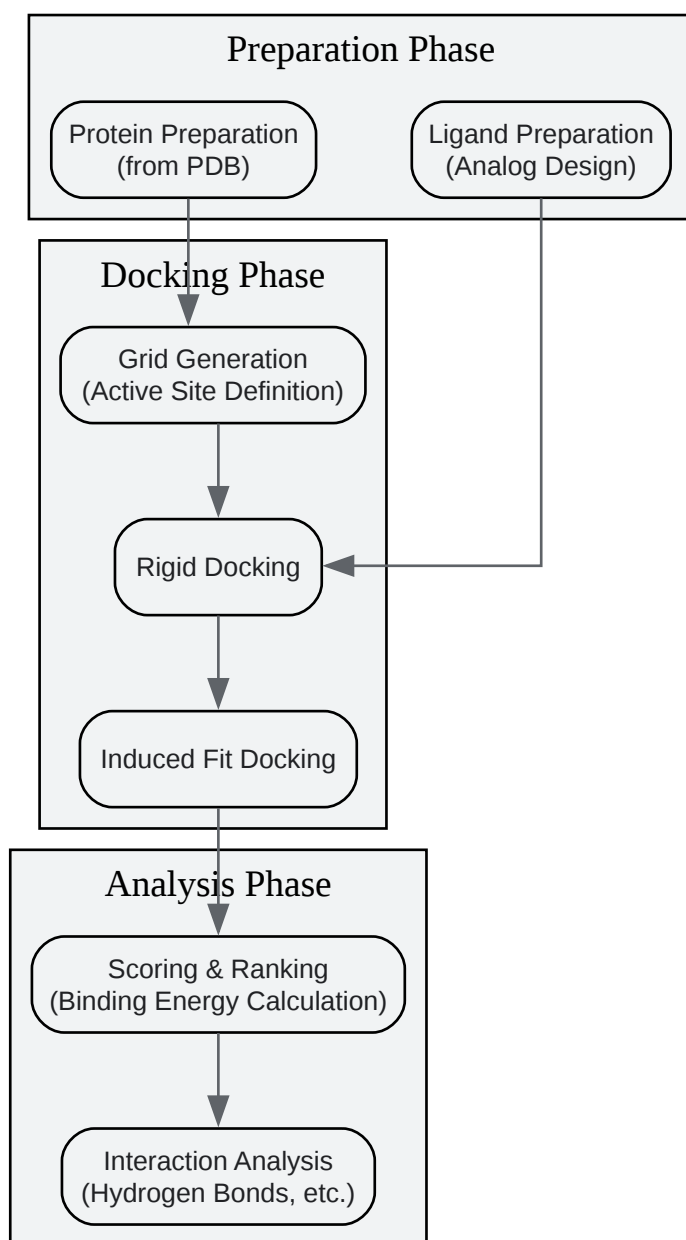 Preparation Phase
Protein Preparation
(from PDB)
Ligand Preparation
(Analog Design)
Docking Phase
Grid Generation
(Active Site Definition)
Rigid Docking
Induced Fit Docking
Analysis Phase
Scoring & Ranking
(Binding Energy Calculation)
Interaction Analysis
(Hydrogen Bonds, etc.)